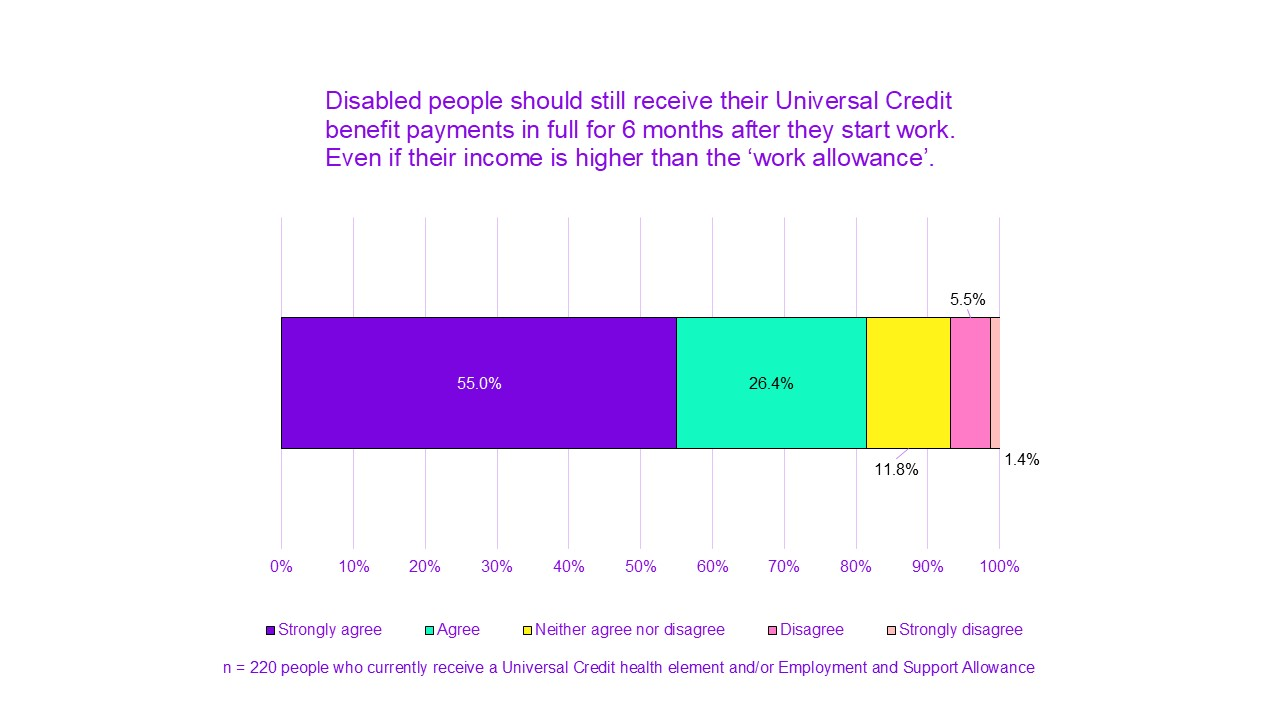 Disabled people should still receive their Universal Credit
benefit payments in full for 6 months after they start work.
Even if their income is higher than the ‘work allowance’.
5.5%
55.0%
26.4%
11.8%
1.4%
0%
10%
20%
30%
40%
50%
60%
70%
80%
90%
100%
Strongly agree
Agree
Neither agree nor disagree
Disagree
Strongly disagree
n = 220 people who currently receive a Universal Credit health element and/or Employment and Support Allowance